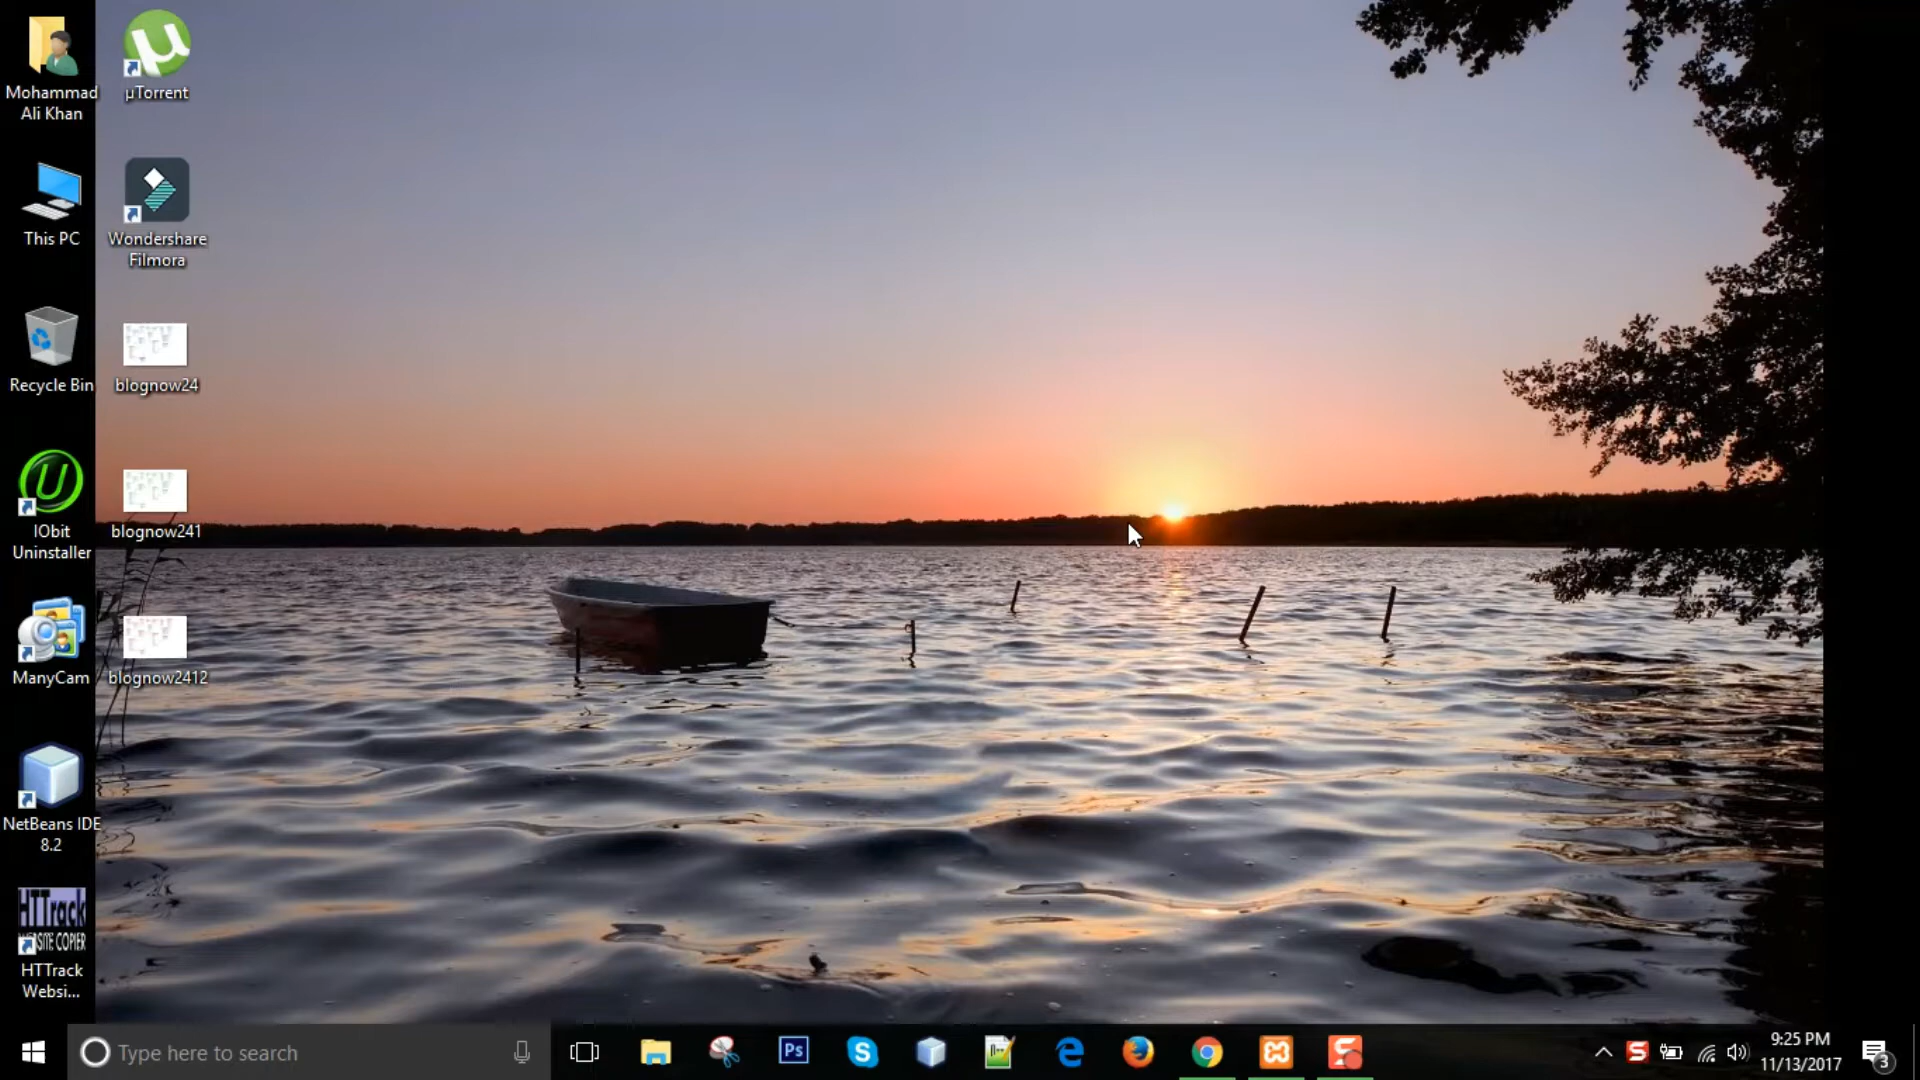 Mohammad
Ali Khan
µTorrent
This PC
Wondershare
Filmora
Recycle Bin
blognow24
IObit
Uninstaller
blognow241
ManyCam
blognow2412
NetBeans IDE
8.2
HTTrack
WEBSITE COPIER
HTTrack
Websi...
Type here to search
Ps
9:25 PM
11/13/2017
3